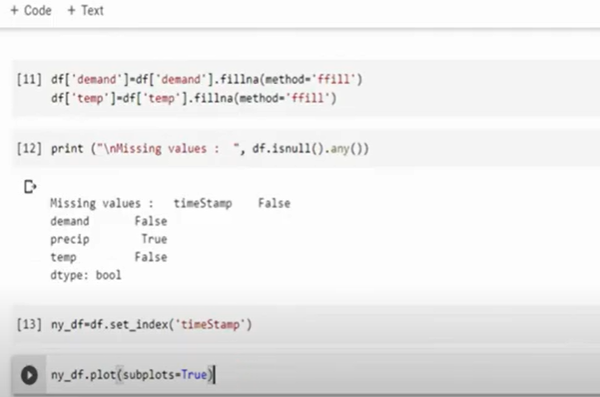 + Code + Text
[11] df['demand']=df['demand'].fillna(method='ffill')
df['temp']=df['temp'].fillna(method='ffill')
[12] print ("\nMissing values :  ", df.isnull().any())
Missing values :   timeStamp    False
demand       False
precip        True
temp         False
dtype: bool
[13] ny_df=df.set_index('timeStamp')
ny_df.plot(subplots=True)